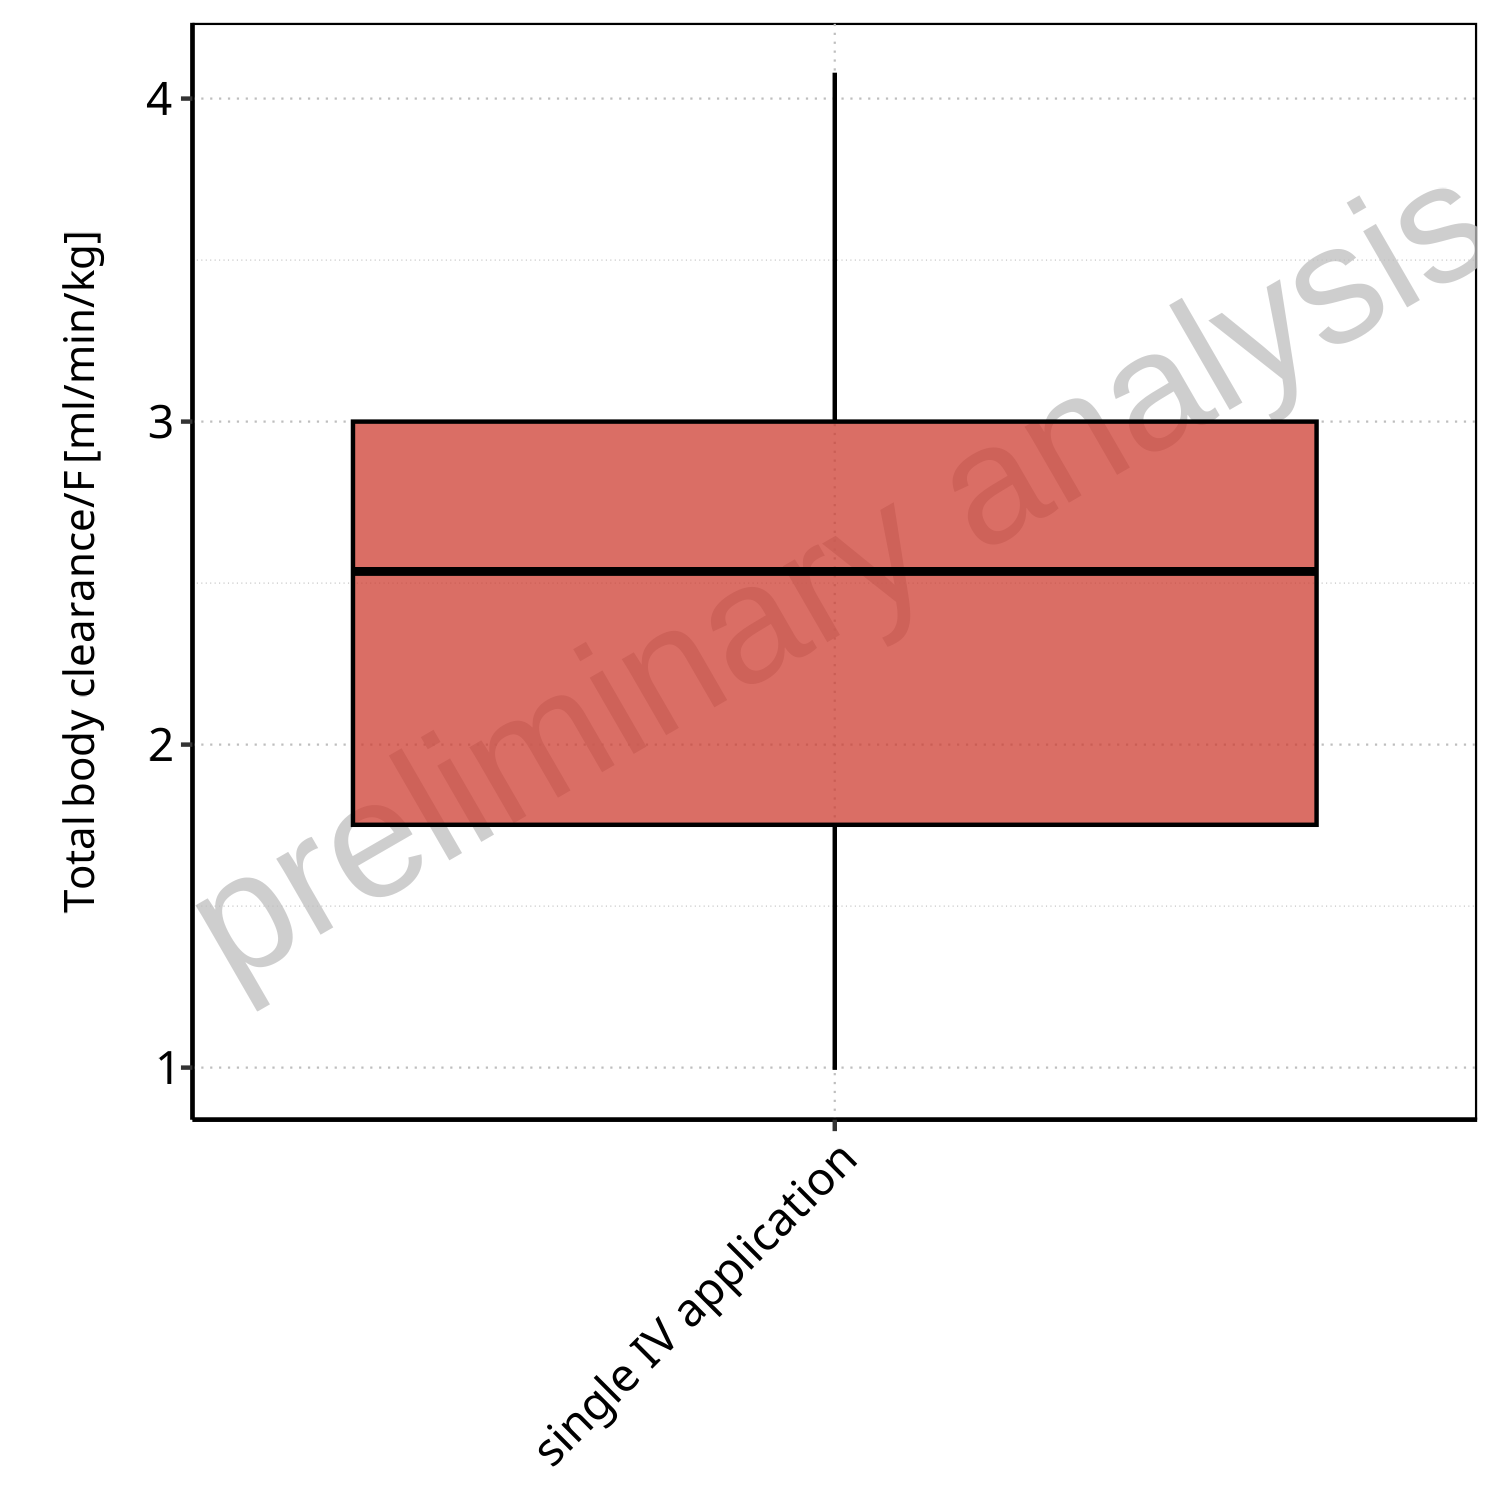 Total body clearance/F [ml/min/kg]
4
3
2
1
preliminary analysis
single IV application